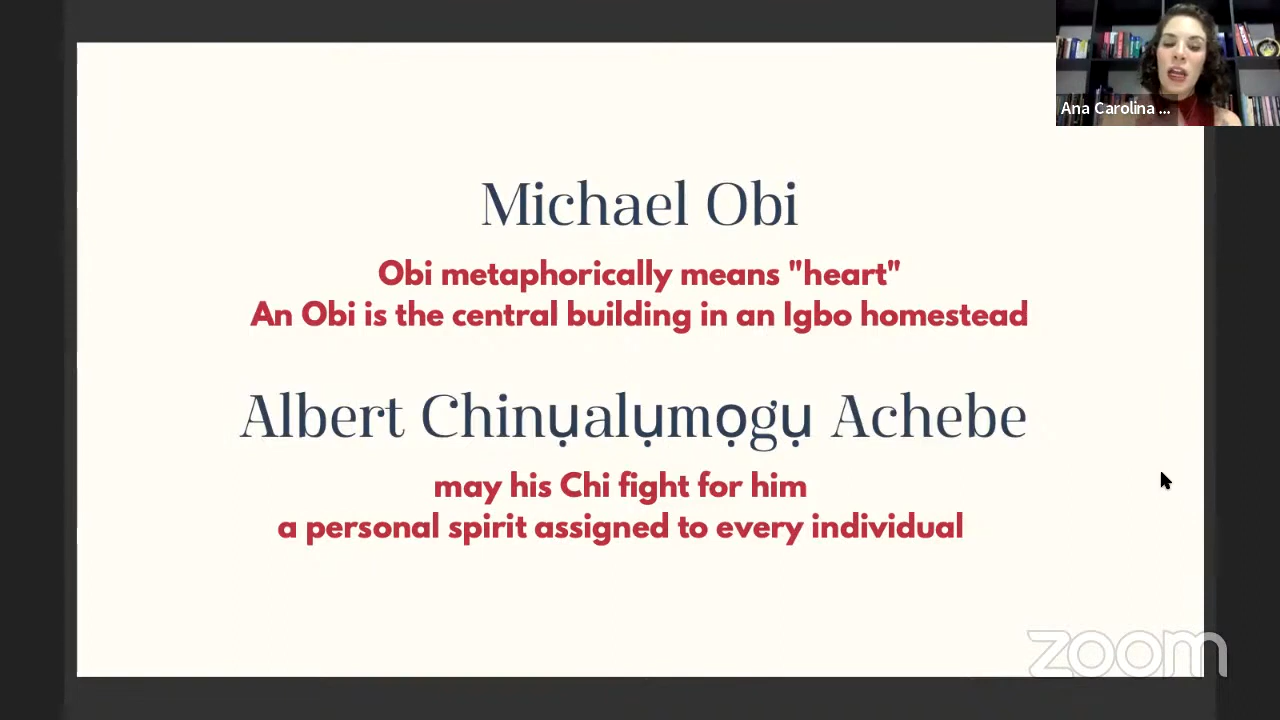 Ana Carolina ...
Michael Obi
Obi metaphorically means "heart"
An Obi is the central building in an Igbo homestead
Albert Chinụalụmọgụ Achebe
may his Chi fight for him
a personal spirit assigned to every individual
zoom